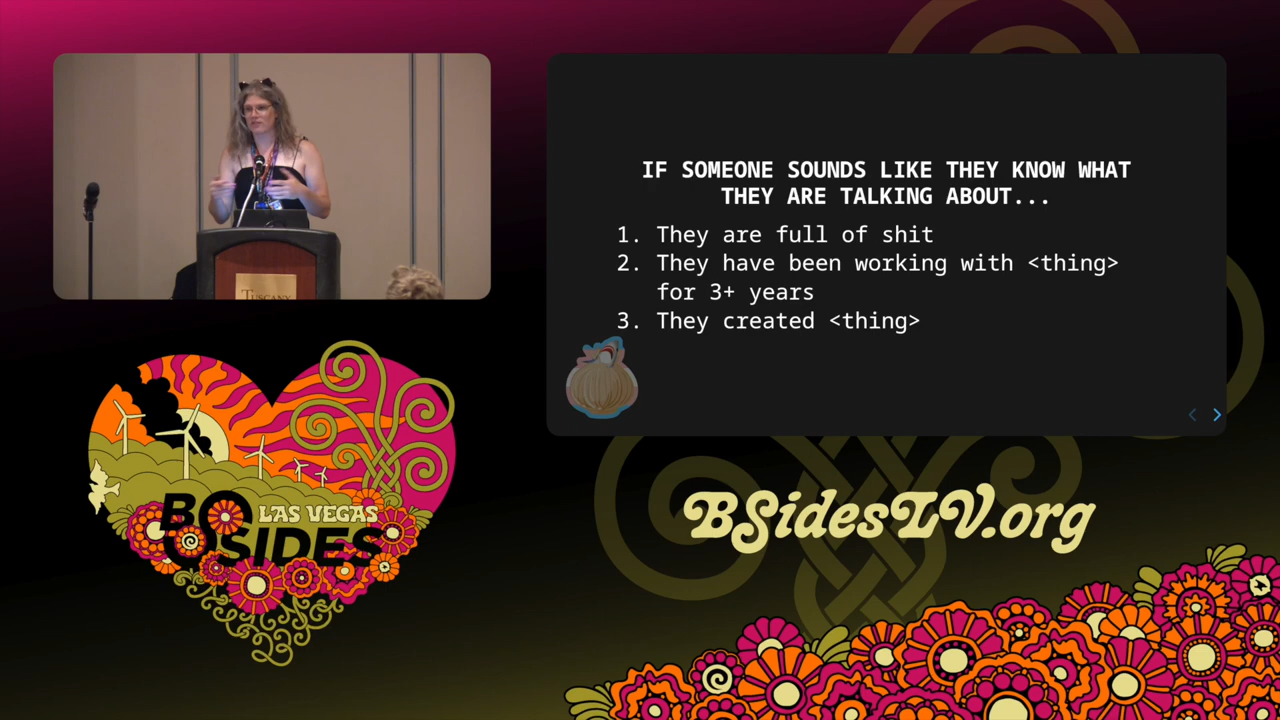 TUSCANY
IF SOMEONE SOUNDS LIKE THEY KNOW WHAT
THEY ARE TALKING ABOUT...
1. They are full of shit
2. They have been working with <thing>
for 3+ years
3. They created <thing>
LAS VEGAS
BSIDES
BSidesLV.org